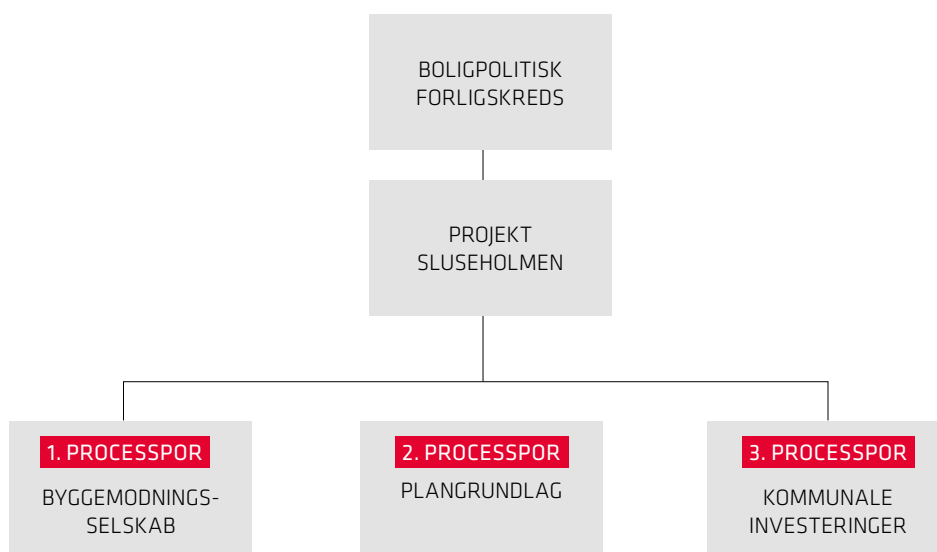 BOLIGPOLITISK
FORLIGSKREDS
PROJEKT
SLUSEHOLMEN
1. PROCESSPOR
BYGGEMODNINGS-
SELSKAB
2. PROCESSPOR
PLANGRUNDLAG
3. PROCESSPOR
KOMMUNALE
INVESTERINGER